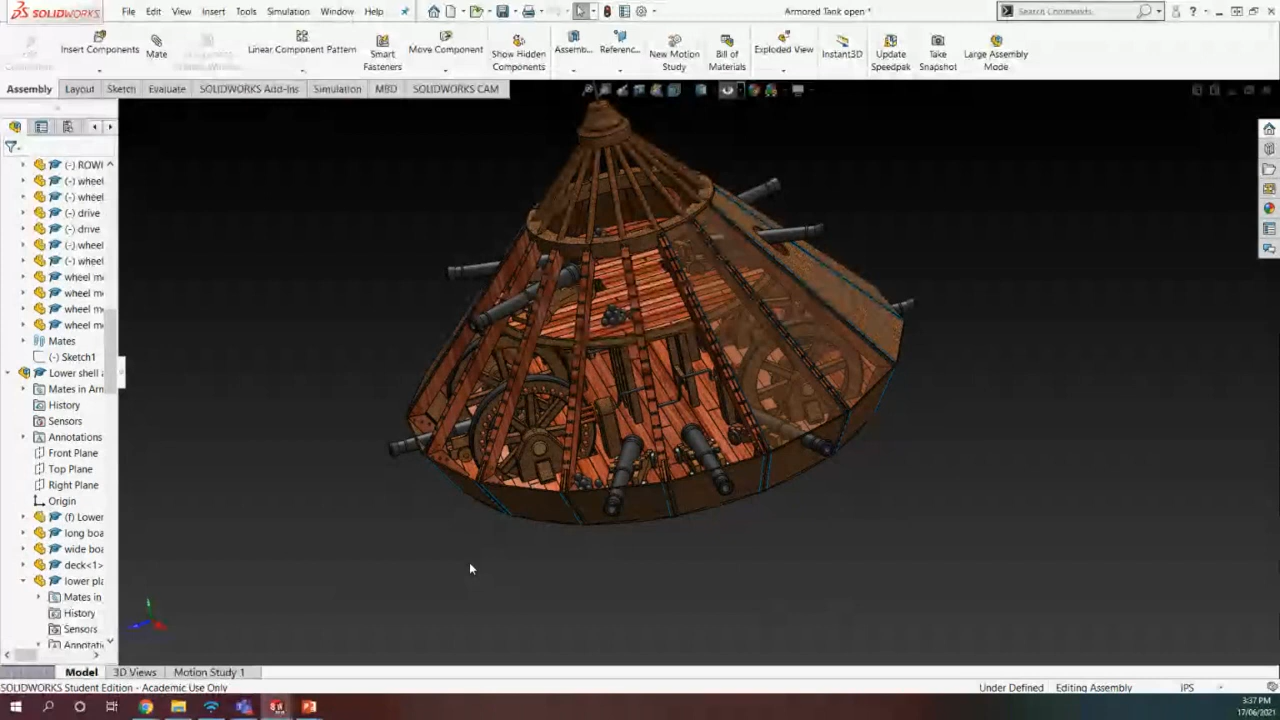 SOLIDWORKS File Edit View Insert Tools Simulation Window Help Armored Tank open * Search Commands
Insert Components Mate Linear Component Pattern Smart Fasteners Move Component Show Hidden Components Assemb... Referenc... New Motion Study Bill of Materials Exploded View Instant3D Update Speedpak Take Snapshot Large Assembly Mode
Assembly Layout Sketch Evaluate SOLIDWORKS Add-Ins Simulation MBD SOLIDWORKS CAM
(-) ROWI
(-) wheel
(-) wheel
(-) drive
(-) drive
(-) wheel
(-) wheel
wheel m
wheel m
wheel m
wheel m
Mates
(-) Sketch1
Lower shell
Mates in Arm
History
Sensors
Annotations
Front Plane
Top Plane
Right Plane
Origin
(f) Lower
long boa
wide boa
deck<1>
lower pla
Mates in
History
Sensors
Annotati
Model 3D Views Motion Study 1
SOLIDWORKS Student Edition - Academic Use Only Under Defined Editing Assembly IPS
3:37 PM
17/06/2021